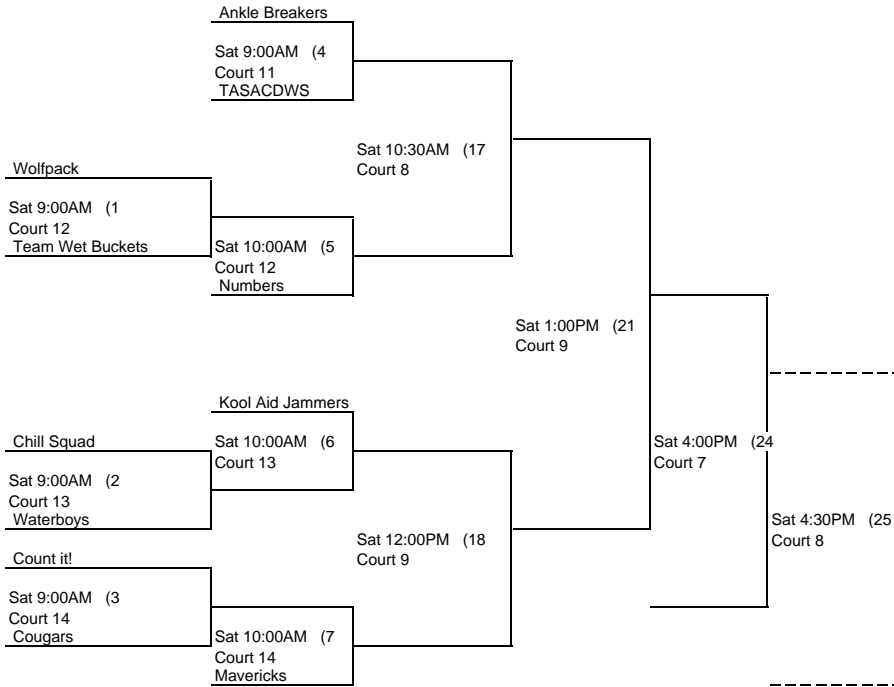 Ankle Breakers
Sat 9:00AM (4
Court 11
TASACDWS
Sat 10:30AM (17
Court 8
Wolfpack
Sat 9:00AM (1
Court 12
Team Wet Buckets
Sat 10:00AM (5
Court 12
Numbers
Sat 1:00PM (21
Court 9
Kool Aid Jammers
Chill Squad
Sat 10:00AM (6
Court 13
Sat 4:00PM (24
Court 7
Sat 9:00AM (2
Court 13
Waterboys
Sat 4:30PM (25
Court 8
Sat 12:00PM (18
Court 9
Count it!
Sat 9:00AM (3
Court 14
Cougars
Sat 10:00AM (7
Court 14
Mavericks